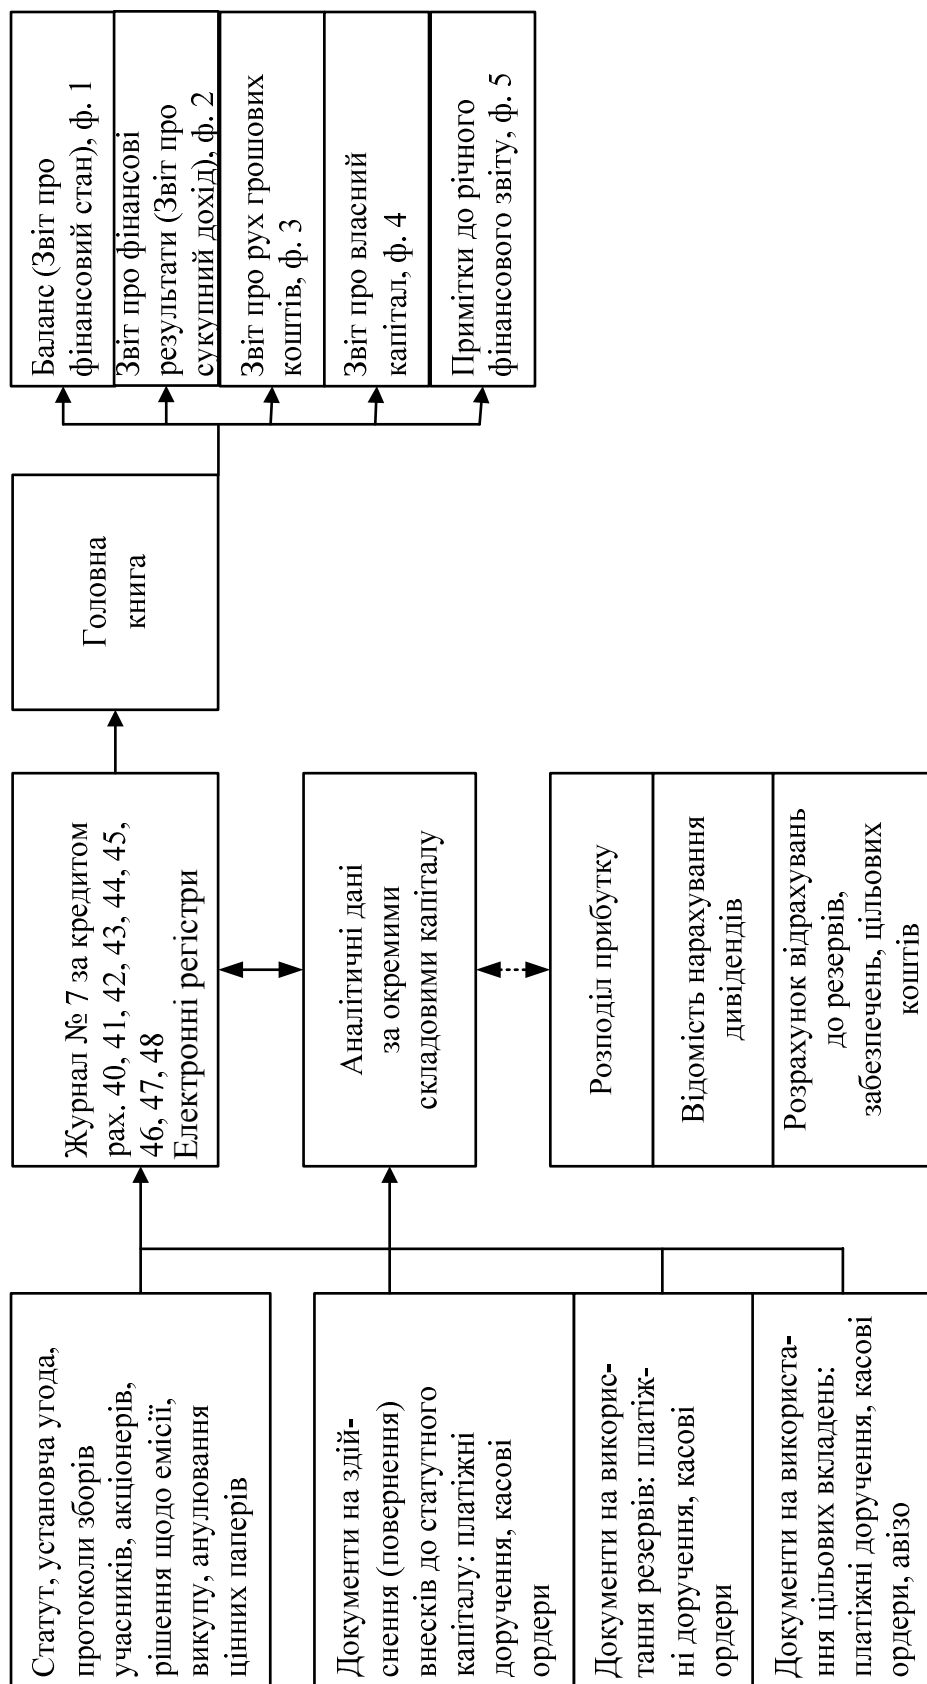 Статут, установча угода,
протоколи зборів
учасників, акціонерів,
рішення щодо емісії,
викупу, анулювання
цінних паперів
Документи на здій-
снення (повернення)
внесків до статутного
капіталу: платіжні
доручення, касові
ордери
Документи на викорис-
тання резервів: платіж-
ні доручення, касові
ордери
Документи на використа-
ння цільових вкладень:
платіжні доручення, касові
ордери, авізо
Журнал № 7 за кредитом
рах. 40, 41, 42, 43, 44, 45,
46, 47, 48
Електронні регістри
Аналітичні дані
за окремими
складовими капіталу
Розподіл прибутку
Відомість нарахування
дивідендів
Розрахунок відрахувань
до резервів,
забезпечень, цільових
коштів
Головна
книга
Баланс (Звіт про
фінансовий стан), ф. 1
Звіт про фінансові
результати (Звіт про
сукупний дохід), ф. 2
Звіт про рух грошових
коштів, ф. 3
Звіт про власний
капітал, ф. 4
Примітки до річного
фінансового звіту, ф. 5